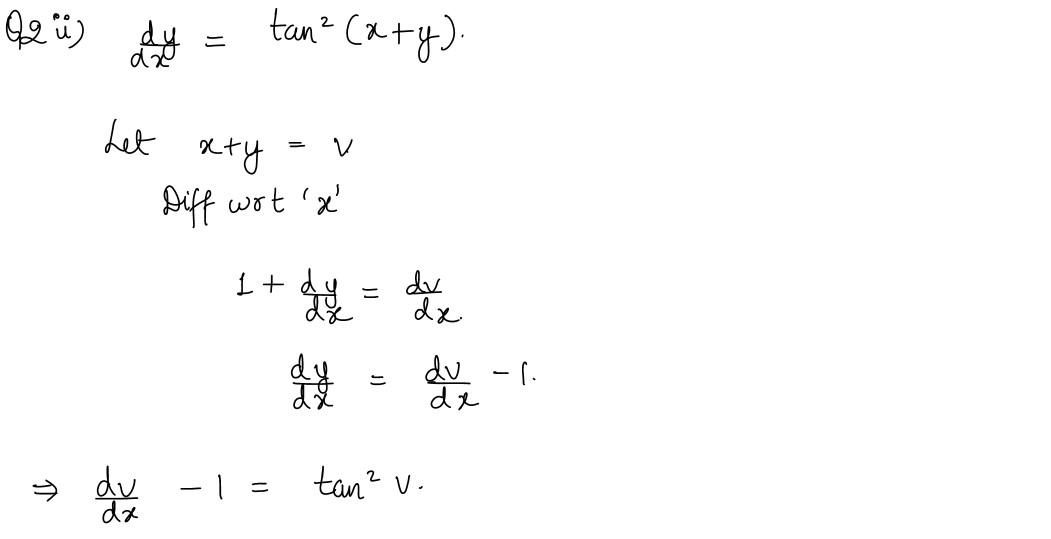 Q2 ii) dy/dx = tan² (x+y).
Let x+y = v
Diff wrt 'x'
1 + dy/dx = dv/dx.
dy/dx = dv/dx - 1.
⇒ dv/dx - 1 = tan² v.